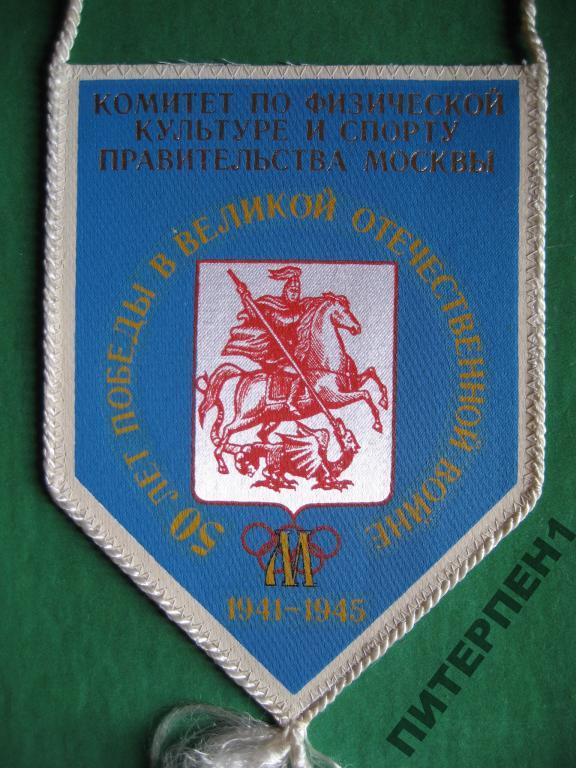 КОМИТЕТ ПО ФИЗИЧЕСКОЙ
КУЛЬТУРЕ И СПОРТУ
ПРАВИТЕЛЬСТВА МОСКВЫ
50 ЛЕТ ПОБЕДЫ В ВЕЛИКОЙ ОТЕЧЕСТВЕННОЙ ВОЙНЕ
М
1941-1945
ПИТЕРПЕН1